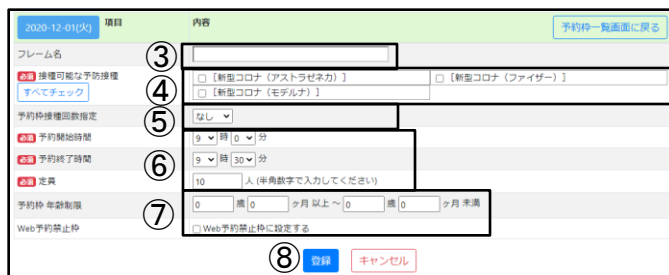 2020-12-01(火) 項目 内容 予約枠一覧画面に戻る
フレーム名 ③
必須 接種可能な予防接種 ④ [新型コロナ(アストラゼネカ)] [新型コロナ(ファイザー)]
すべてチェック [新型コロナ(モデルナ)]
予約枠接種回数指定 ⑤ なし
必須 予約開始時間 9 時 0 分
必須 予約終了時間 ⑥ 9 時 30 分
必須 定員 10 人 (半角数字で入力してください)
予約枠 年齢制限 ⑦ 0 歳 0 ヶ月 以上 ~ 0 歳 0 ヶ月 未満
Web予約禁止枠 Web予約禁止枠に設定する
⑧ 登録 キャンセル